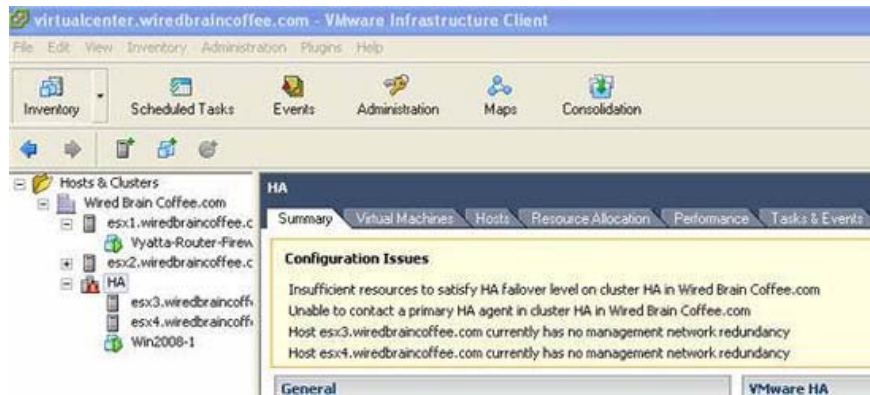 virtualcenter.wiredbraincoffee.com - VMware Infrastructure Client
File Edit View Inventory Administration Plugins Help
Inventory Scheduled Tasks Events Administration Maps Consolidation
Hosts & Clusters
Wired Brain Coffee.com
esx1.wiredbraincoffee.c
Vyatta-Router-Firew
esx2.wiredbraincoffee.c
HA
esx3.wiredbraincoff
esx4.wiredbraincoff
Win2008-1
HA
Summary Virtual Machines Hosts Resource Allocation Performance Tasks & Events
Configuration Issues
Insufficient resources to satisfy HA failover level on cluster HA in Wired Brain Coffee.com
Unable to contact a primary HA agent in cluster HA in Wired Brain Coffee.com
Host esx3.wiredbraincoffee.com currently has no management network redundancy
Host esx4.wiredbraincoffee.com currently has no management network redundancy
General
VMware HA